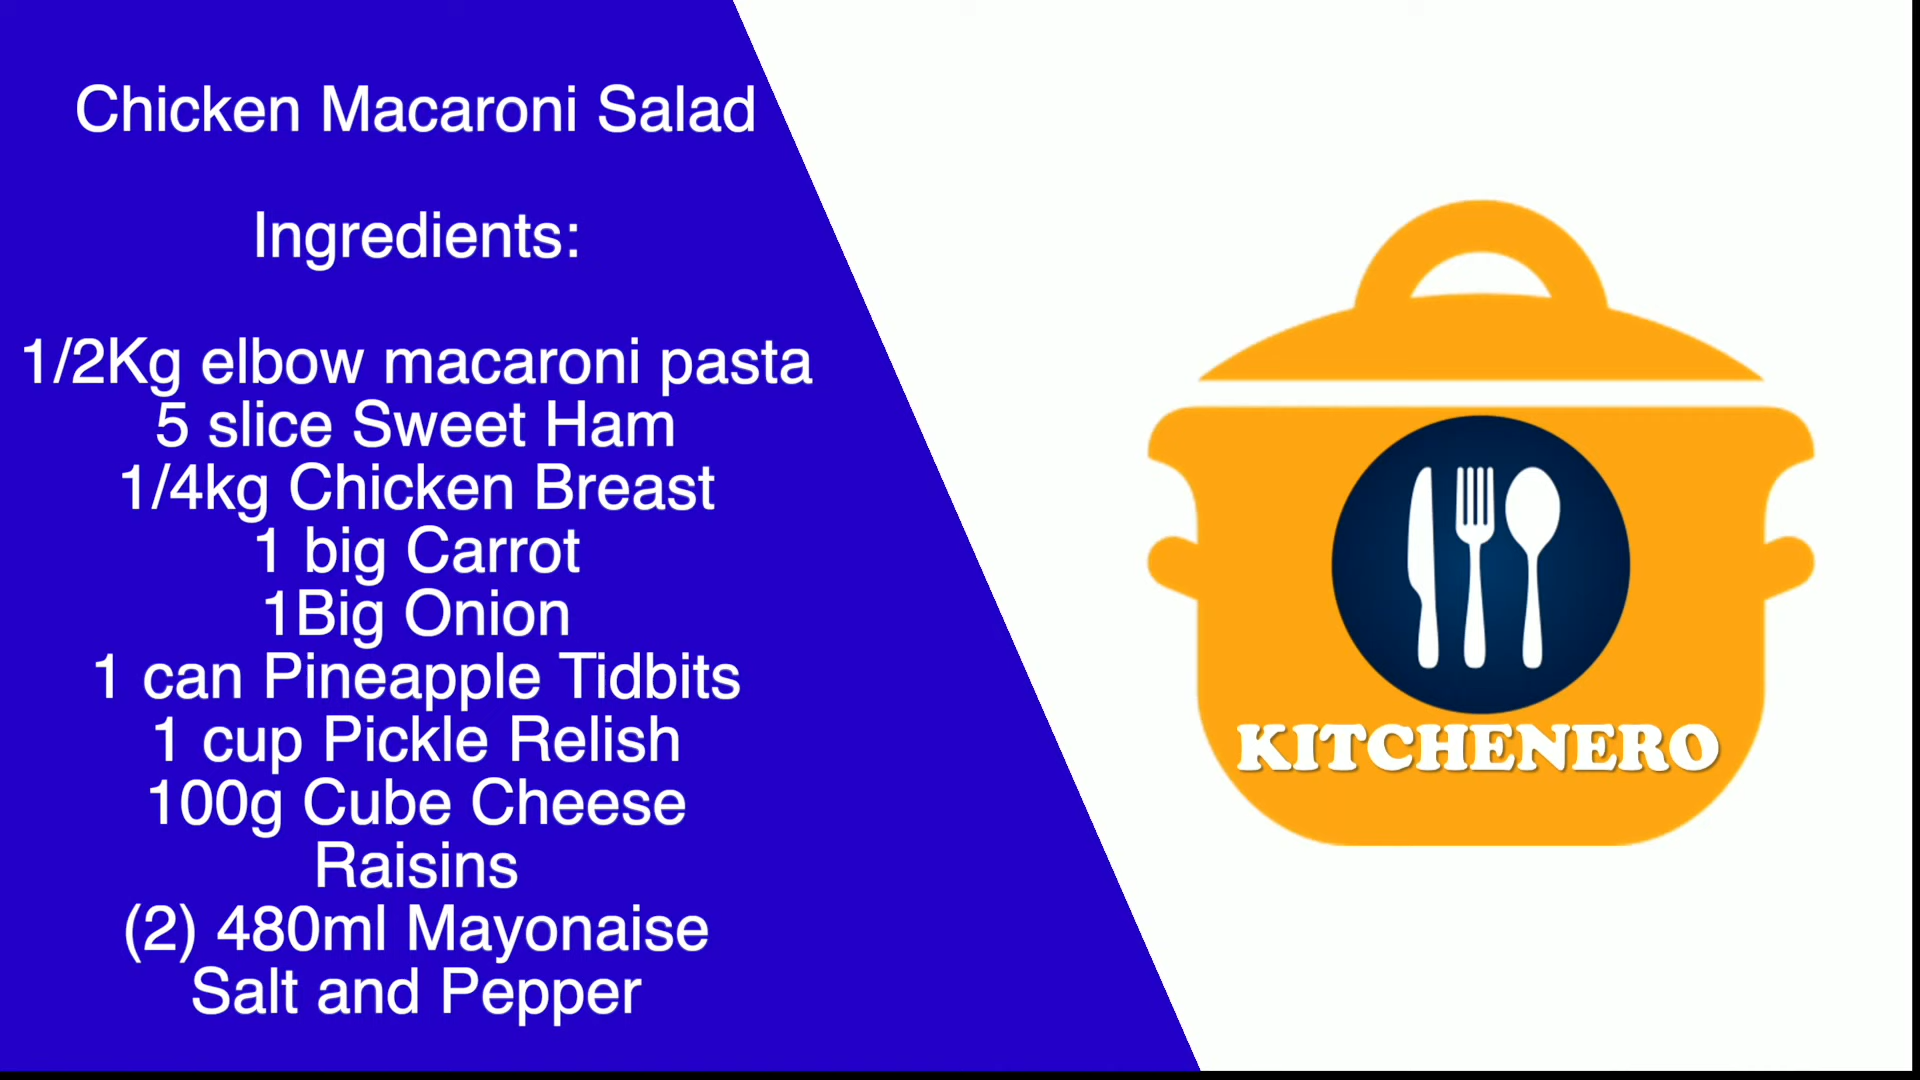 Chicken Macaroni Salad
Ingredients:
1/2Kg elbow macaroni pasta
5 slice Sweet Ham
1/4kg Chicken Breast
1 big Carrot
1Big Onion
1 can Pineapple Tidbits
1 cup Pickle Relish
100g Cube Cheese
Raisins
(2) 480ml Mayonaise
Salt and Pepper
KITCHENERO